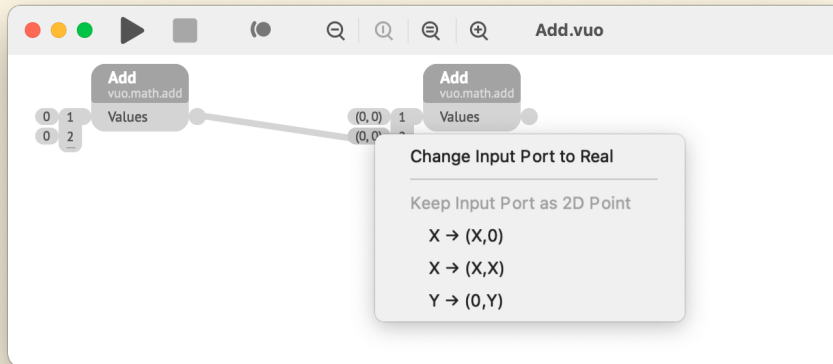 Add.vuo
Add
vuo.math.add
0 1 Values
0 2
Add
vuo.math.add
(0, 0) 1 Values
(0, 0)
Change Input Port to Real
Keep Input Port as 2D Point
X → (X,0)
X → (X,X)
Y → (0,Y)